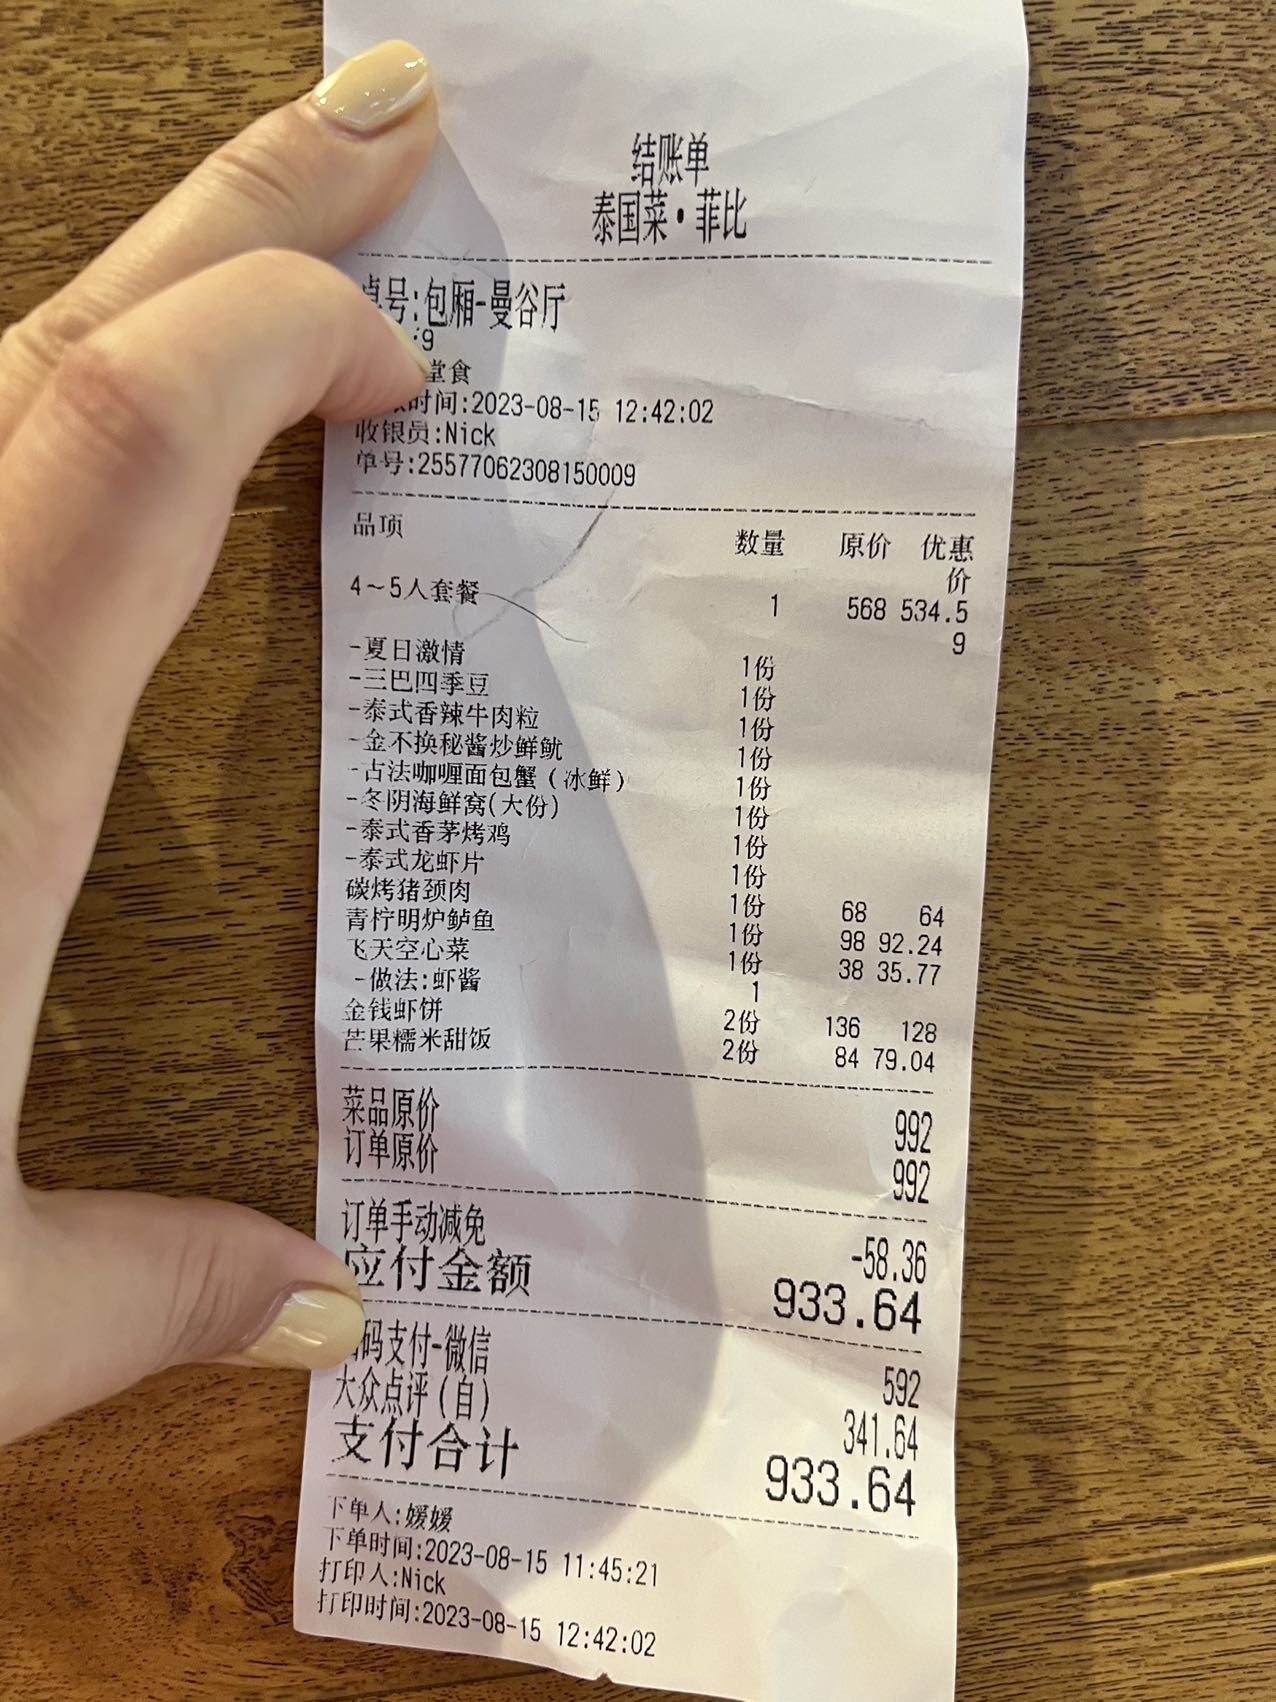 结账单
泰国菜·菲比
号:包厢-曼谷厅
:9
堂食
时间:2023-08-15 12:42:02
收银员:Nick
单号:25577062308150009
品项 数量 原价 优惠价
4~5人套餐 1 568 534.59
-夏日激情 1份
-三巴四季豆 1份
-泰式香辣牛肉粒 1份
-金不换秘酱炒鲜鱿 1份
-古法咖喱面包蟹（冰鲜） 1份
-冬阴海鲜窝(大份) 1份
-泰式香茅烤鸡 1份
-泰式龙虾片 1份
碳烤猪颈肉 1份 68 64
青柠明炉鲈鱼 1份 98 92.24
飞天空心菜 1份 38 35.77
-做法:虾酱 1
金钱虾饼 2份 136 128
芒果糯米甜饭 2份 84 79.04
菜品原价 992
订单原价 992
订单手动减免 -58.36
应付金额 933.64
码支付-微信 592
大众点评（自） 341.64
支付合计 933.64
下单人:媛媛
下单时间:2023-08-15 11:45:21
打印人:Nick
打印时间:2023-08-15 12:42:02